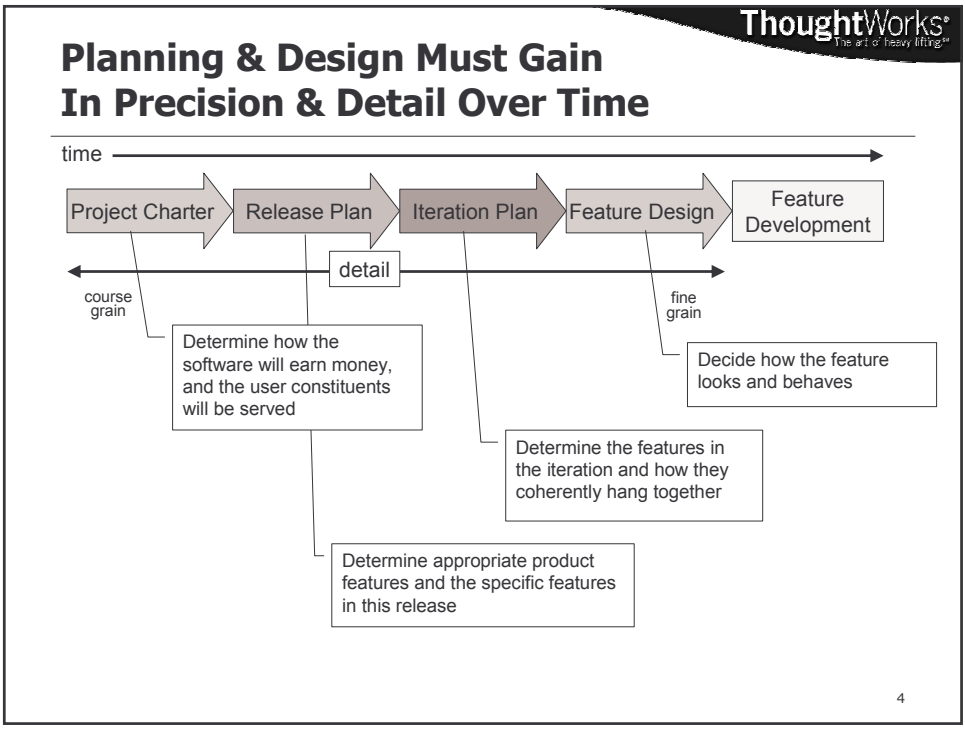 ThoughtWorks®
The art of heavy lifting.℠
Planning & Design Must Gain
In Precision & Detail Over Time
time
Project Charter
Release Plan
Iteration Plan
Feature Design
Feature
Development
detail
course
grain
fine
grain
Determine how the
software will earn money,
and the user constituents
will be served
Decide how the feature
looks and behaves
Determine the features in
the iteration and how they
coherently hang together
Determine appropriate product
features and the specific features
in this release
4